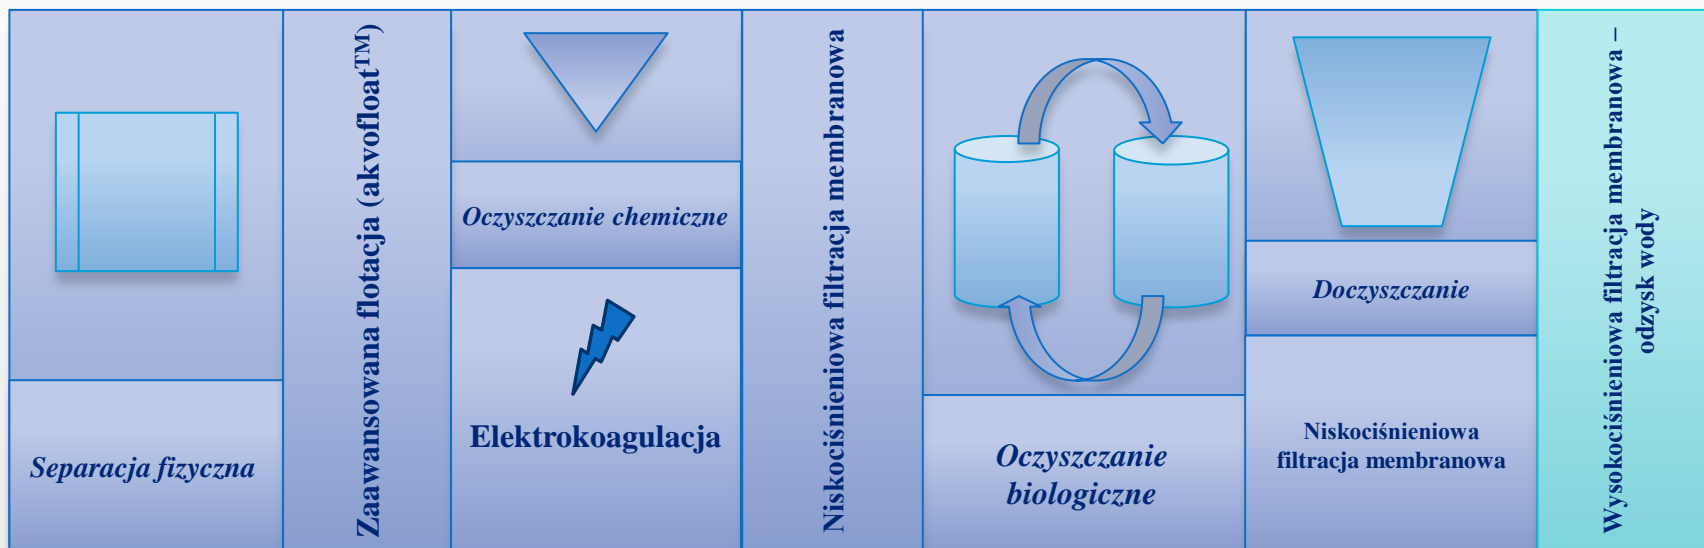 Separacja fizyczna
Zaawansowana flotacja (akvofloat™)
Oczyszczanie chemiczne
Elektrokoagulacja
Niskociśnieniowa filtracja membranowa
Oczyszczanie
biologiczne
Doczyszczanie
Niskociśnieniowa
filtracja membranowa
Wysokociśnieniowa filtracja membranowa –
odzysk wody